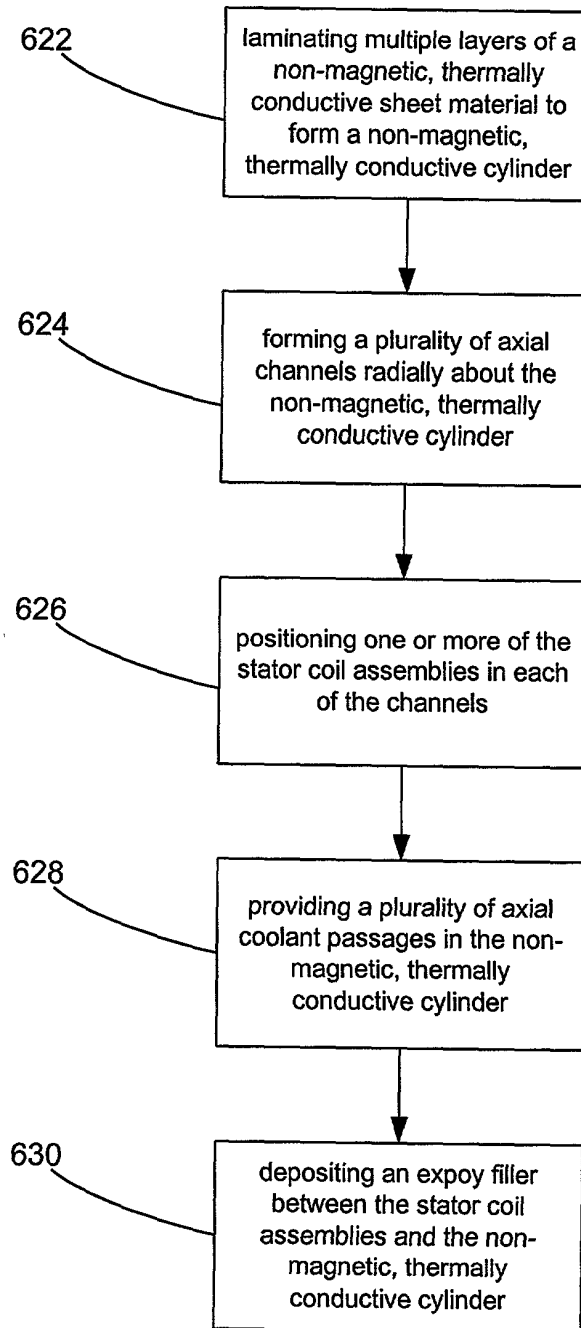 622
laminating multiple layers of a
non-magnetic, thermally
conductive sheet material to
form a non-magnetic,
thermally conductive cylinder
624
forming a plurality of axial
channels radially about the
non-magnetic, thermally
conductive cylinder
626
positioning one or more of the
stator coil assemblies in each
of the channels
628
providing a plurality of axial
coolant passages in the non-
magnetic, thermally
conductive cylinder
630
depositing an expoy filler
between the stator coil
assemblies and the non-
magnetic, thermally
conductive cylinder